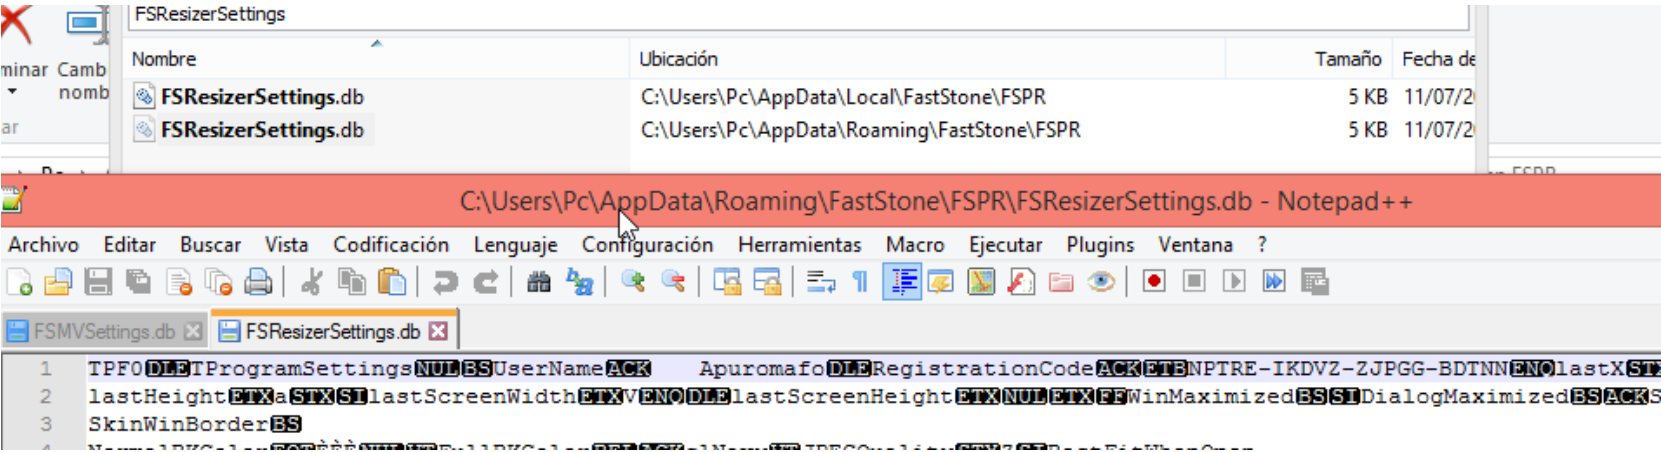 FSResizerSettings
minar Camb
nomb
ar
Nombre Ubicación Tamaño Fecha de
FSResizerSettings.db C:\Users\Pc\AppData\Local\FastStone\FSPR 5 KB 11/07/2
FSResizerSettings.db C:\Users\Pc\AppData\Roaming\FastStone\FSPR 5 KB 11/07/2
C:\Users\Pc\AppData\Roaming\FastStone\FSPR\FSResizerSettings.db - Notepad++
Archivo Editar Buscar Vista Codificación Lenguaje Configuración Herramientas Macro Ejecutar Plugins Ventana ?
FSMVSettings.db FSResizerSettings.db
1 TPF0DLETProgramSettingsNULBSUserNameACK Apuromafo DLERegistrationCodeACKETBNPTRE-IKDVZ-ZJPGG-BDTNNENQlastXSTX
2 lastHeightETXaSTXSIlastScreenWidthETXVENQDLElastScreenHeightETXNULETXFFWinMaximizedBSSIDialogMaximizedBSACKS
3 SkinWinBorderBS